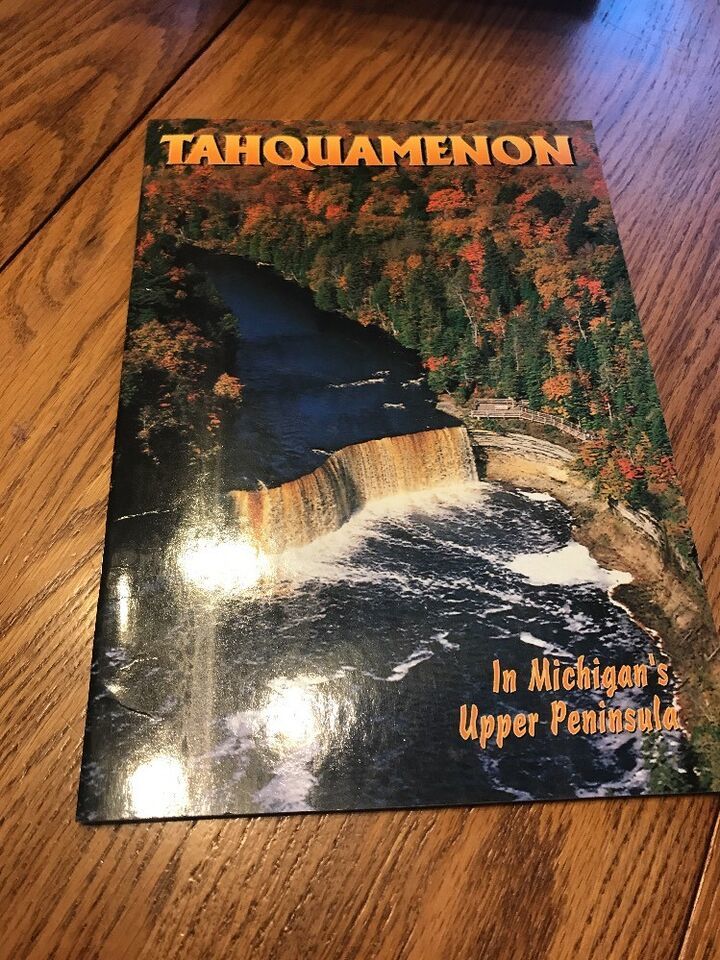 TAHQUAMENON
In Michigan's
Upper Peninsula